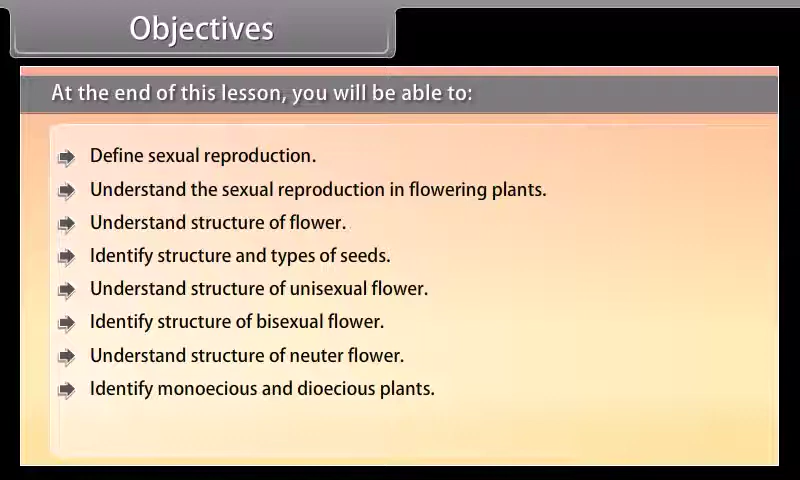 Objectives
At the end of this lesson, you will be able to:
Define sexual reproduction.
Understand the sexual reproduction in flowering plants.
Understand structure of flower.
Identify structure and types of seeds.
Understand structure of unisexual flower.
Identify structure of bisexual flower.
Understand structure of neuter flower.
Identify monoecious and dioecious plants.